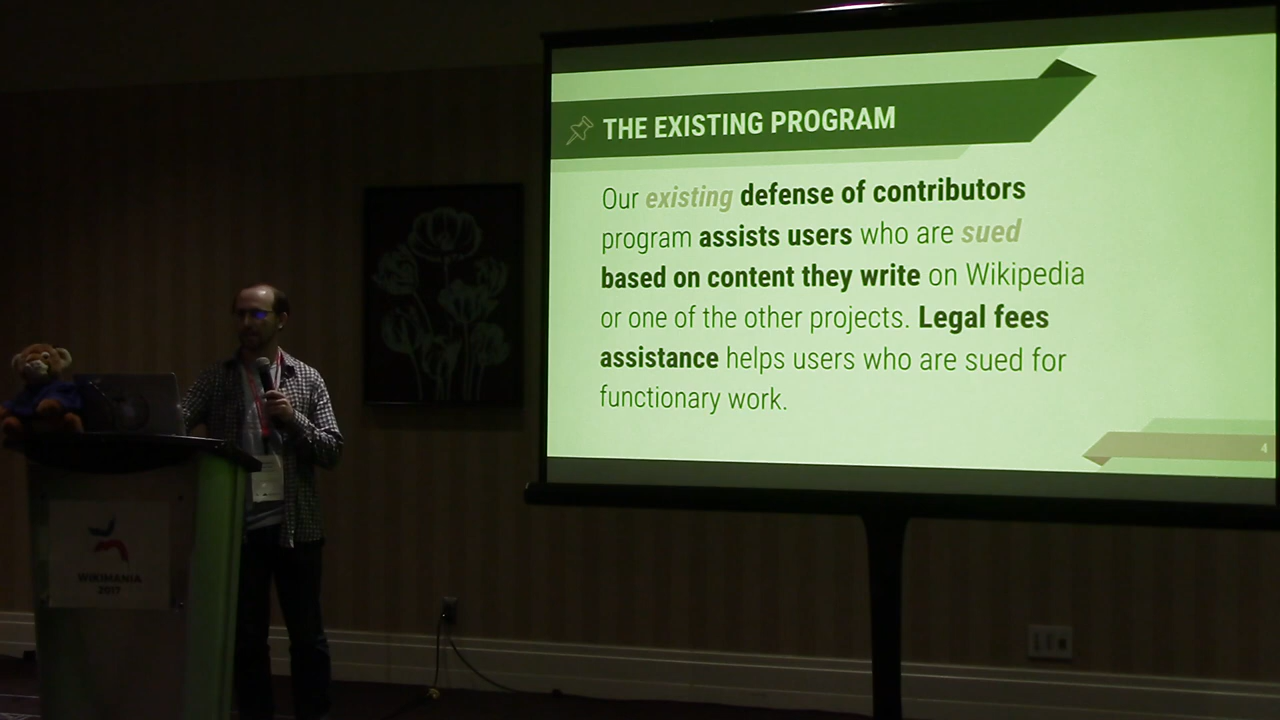 THE EXISTING PROGRAM
Our existing defense of contributors
program assists users who are sued
based on content they write on Wikipedia
or one of the other projects. Legal fees
assistance helps users who are sued for
functionary work.
4
WIKIMANIA
2017